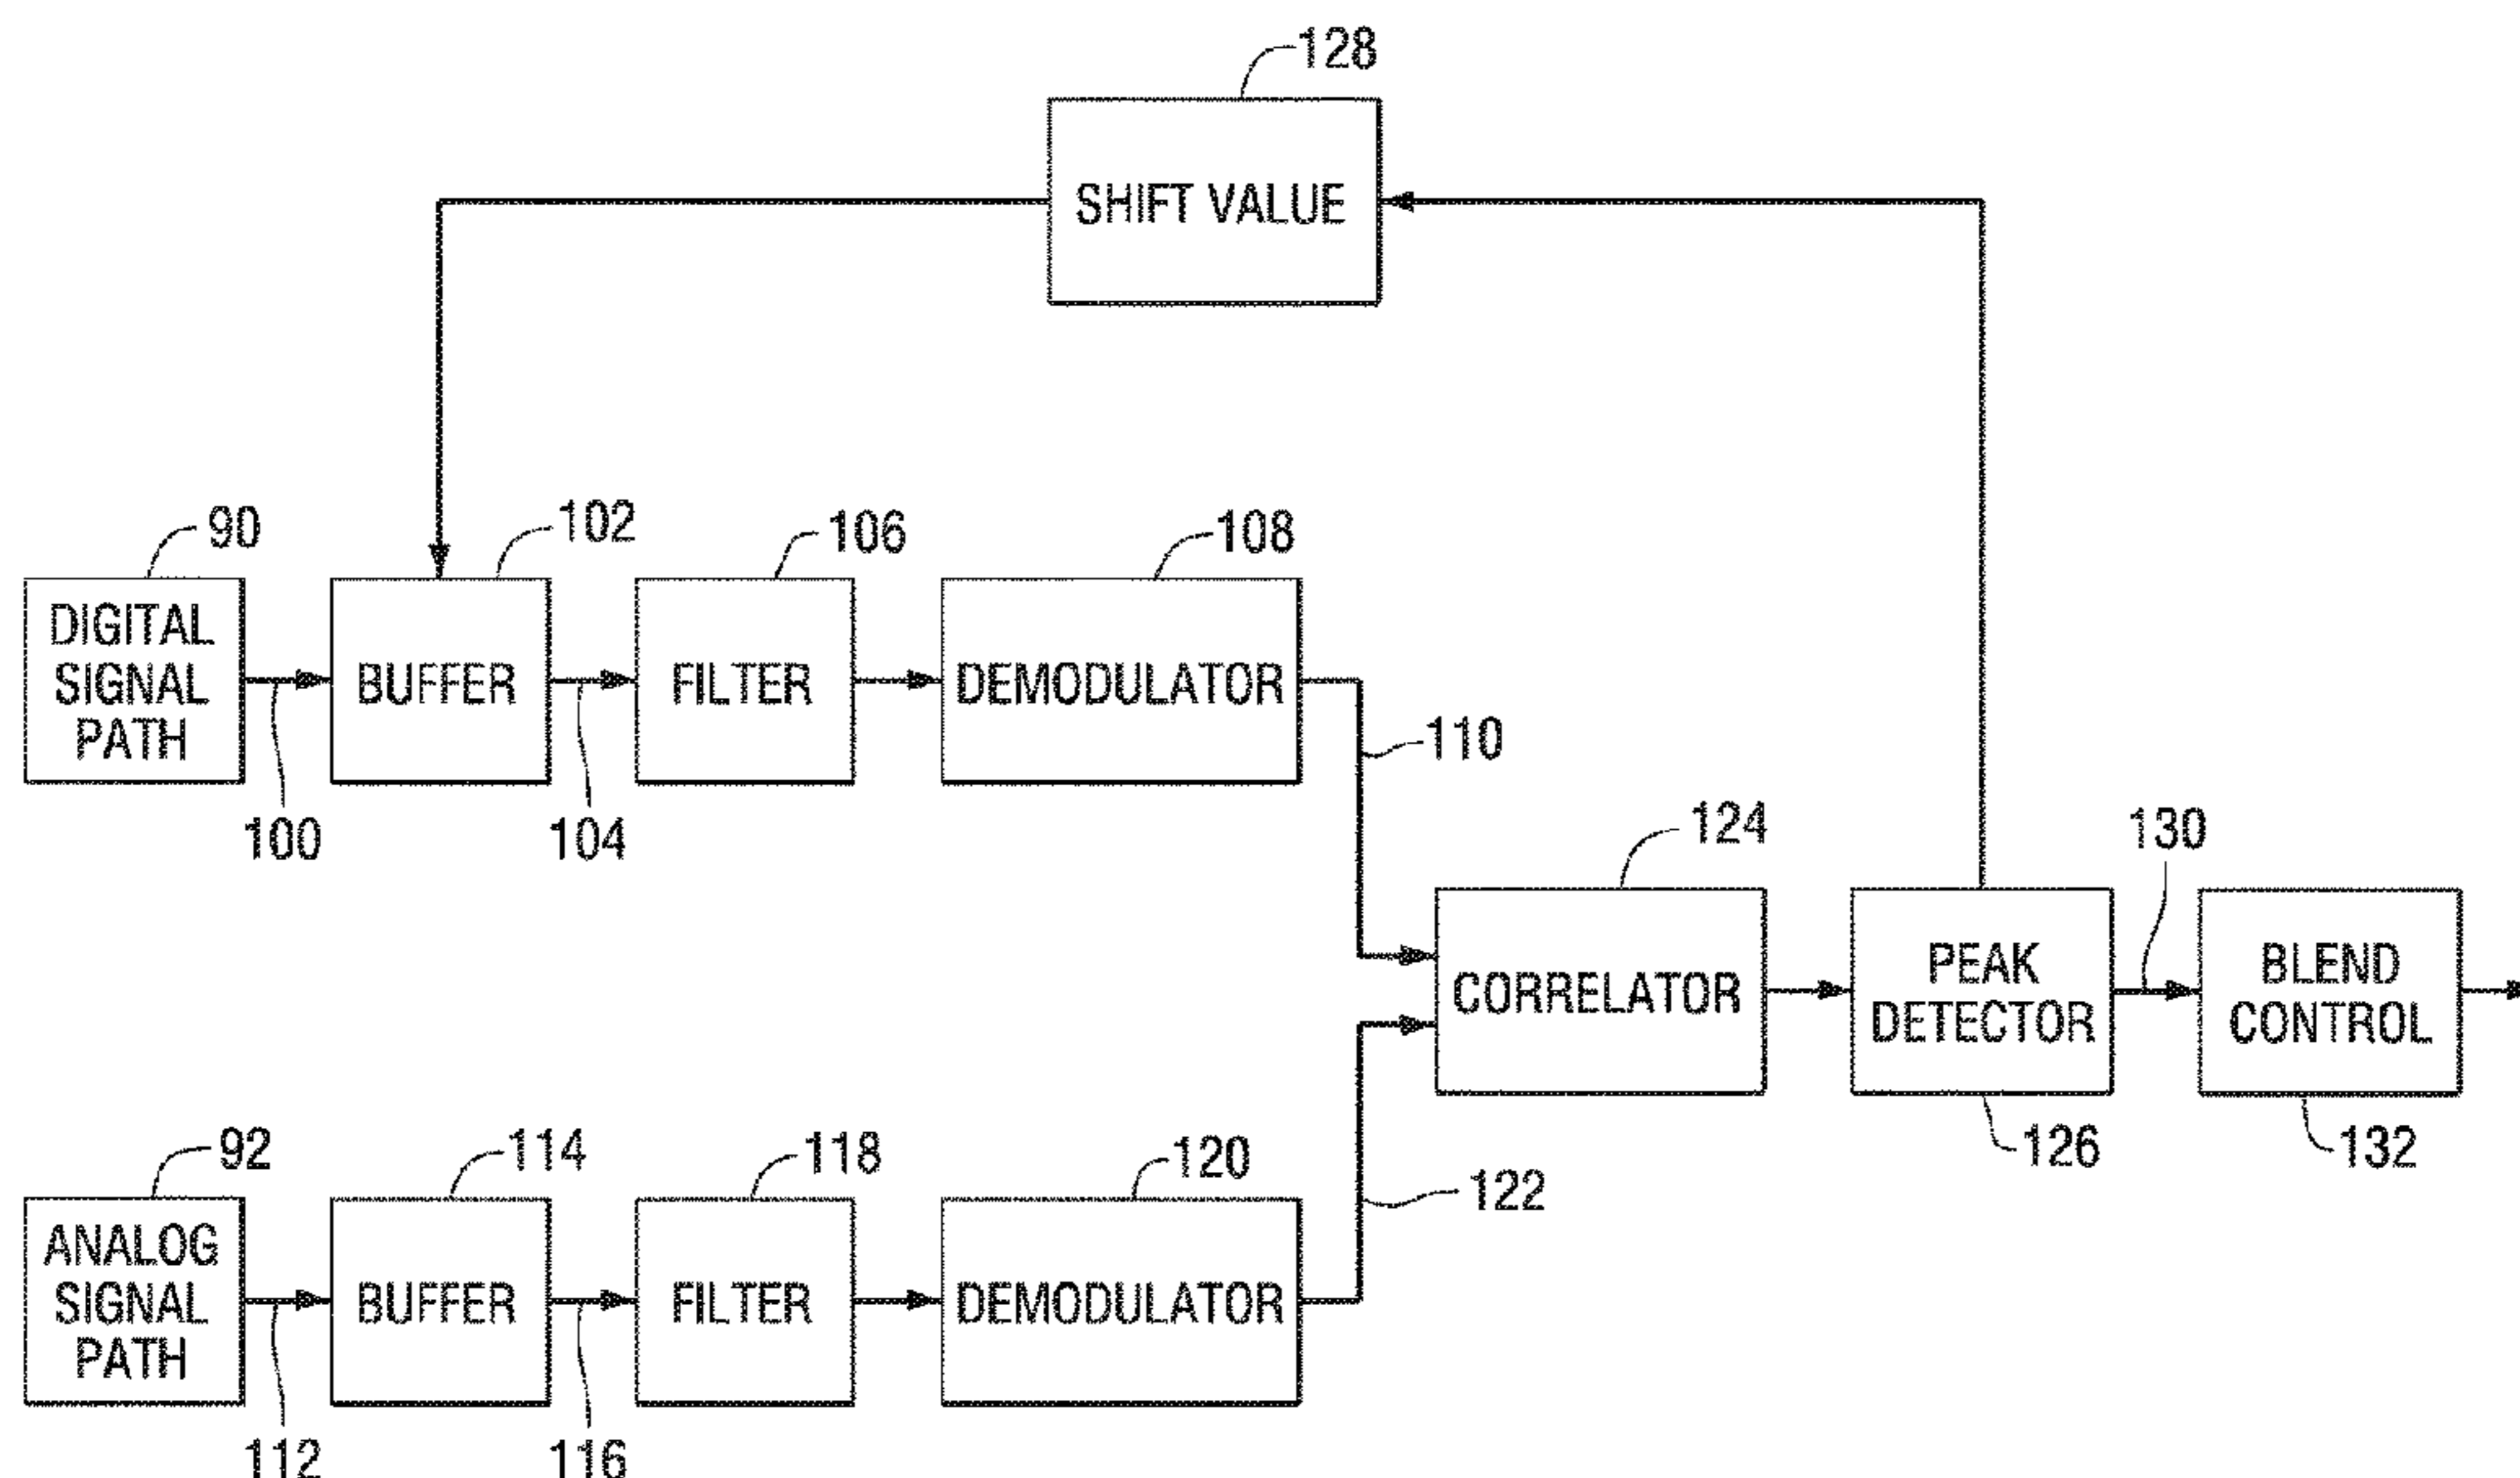 128
SHIFT VALUE
90
102
106
108
DIGITAL
SIGNAL
PATH
BUFFER
FILTER
DEMODULATOR
110
100
104
124
130
CORRELATOR
PEAK
DETECTOR
BLEND
CONTROL
126
132
92
114
118
120
122
ANALOG
SIGNAL
PATH
BUFFER
FILTER
DEMODULATOR
112
116